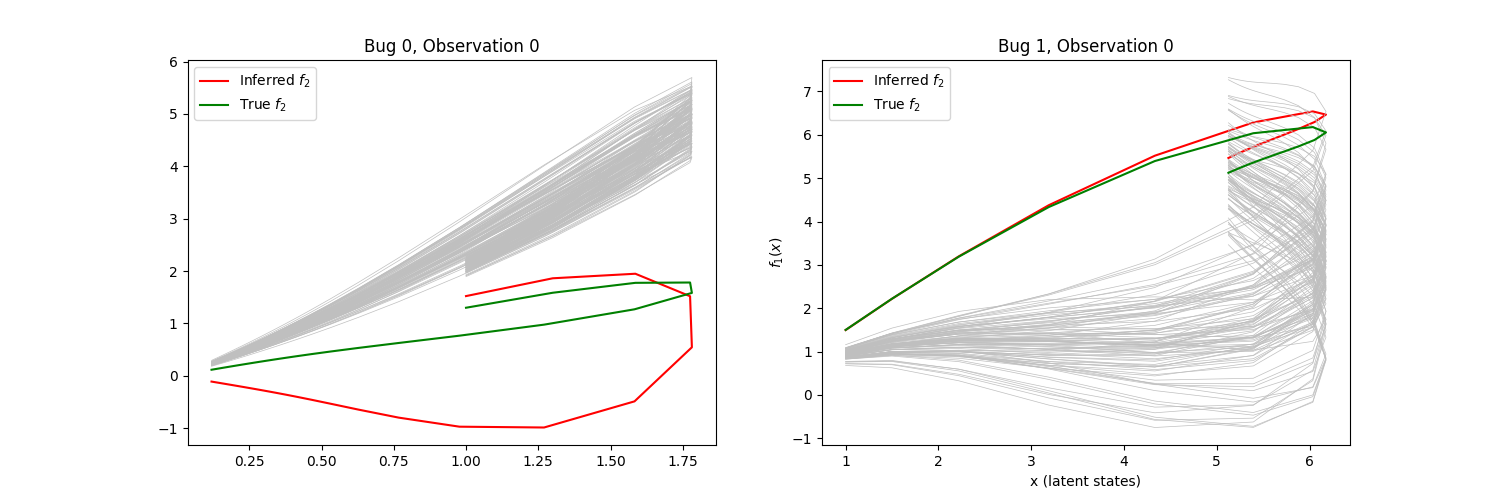 Bug 0, Observation 0
Inferred f₂
True f₂
6
5
4
3
2
1
0
−1
0.25 0.50 0.75 1.00 1.25 1.50 1.75
Bug 1, Observation 0
Inferred f₂
True f₂
7
6
5
4
3
2
1
0
−1
f₁(x)
1 2 3 4 5 6
x (latent states)